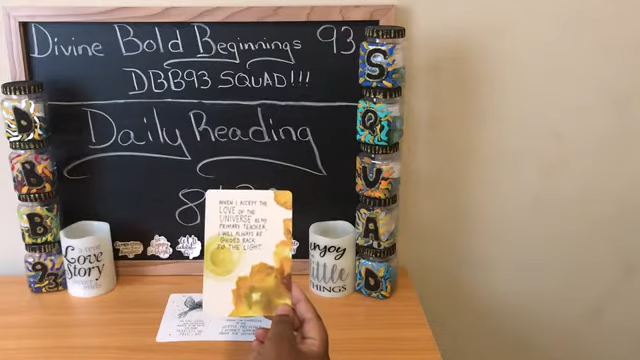 Divine Bold Beginnings 93
DBB93 SQUAD!!!
Daily Reading
8
WHEN I ACCEPT THE
LOVE OF THE
UNIVERSE AS MY
PRIMARY TEACHER,
I WILL ALWAYS BE
GUIDED BACK
TO THE LIGHT.
D
B
B
93
S
Q
U
A
D
Love
Story
enjoy
the
little
THINGS